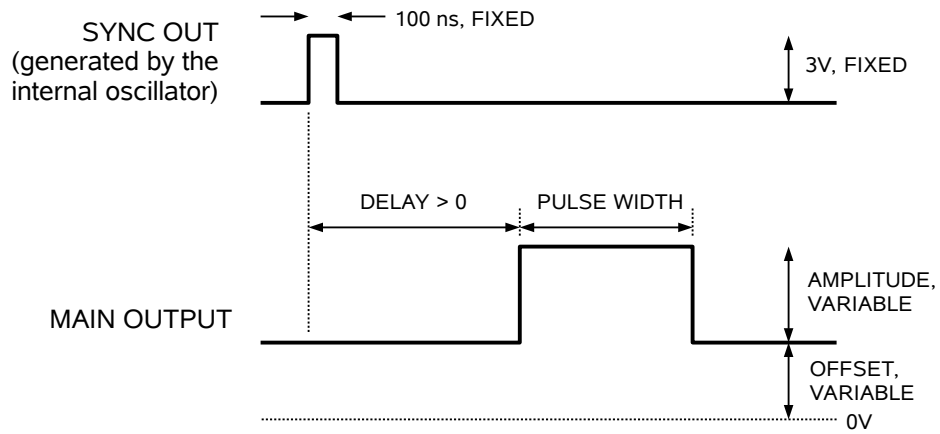 100 ns, FIXED
SYNC OUT
(generated by the
internal oscillator)
3V, FIXED
DELAY > 0
PULSE WIDTH
AMPLITUDE,
VARIABLE
MAIN OUTPUT
OFFSET,
VARIABLE
0V